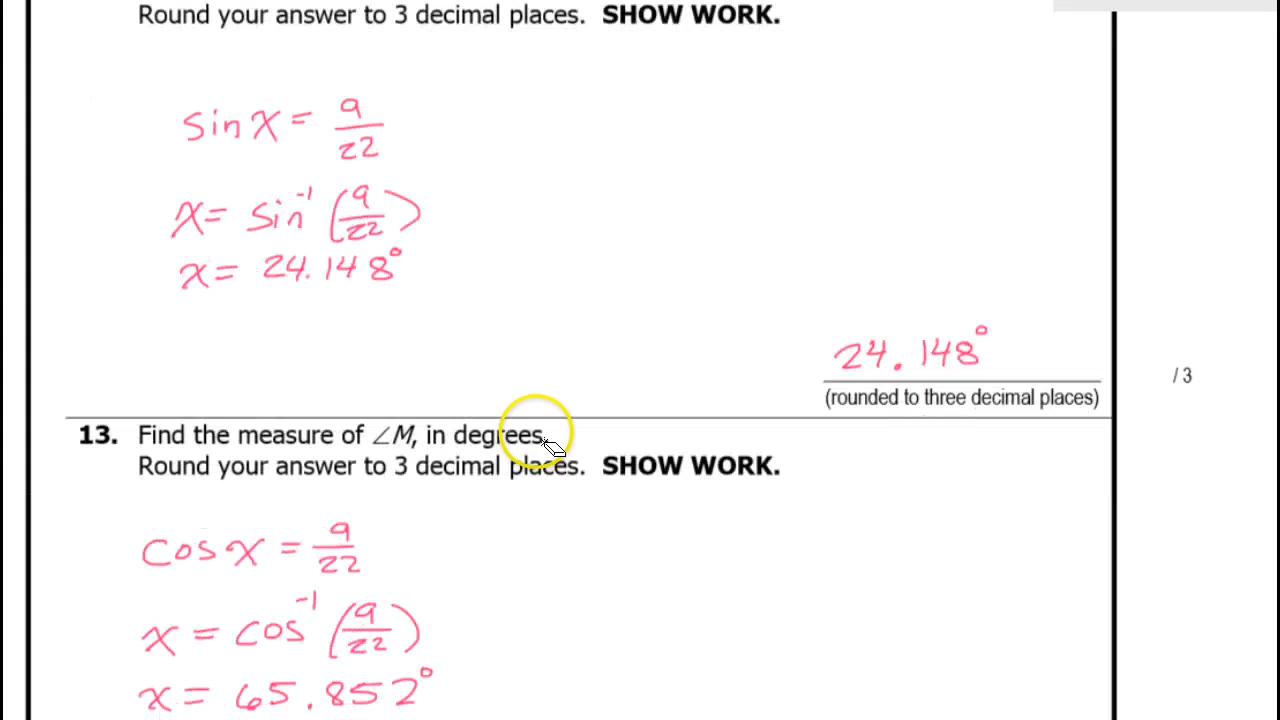 Round your answer to 3 decimal places. SHOW WORK.
sin x = 9/22
x = sin⁻¹ (9/22)
x = 24.148°
24.148°
(rounded to three decimal places)
/ 3
13. Find the measure of ∠M, in degrees.
Round your answer to 3 decimal places. SHOW WORK.
cos x = 9/22
x = cos⁻¹ (9/22)
x = 65.852°